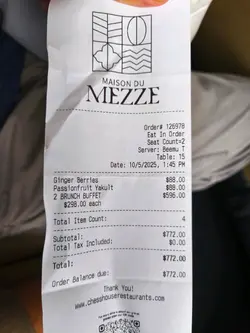 MAISON DU
MEZZE
Order# 126978
Eat In Order
Seat Count=2
Server: Beemu T
Table: 15
Date: 10/5/2025, 1:45 PM
Ginger Berries $88.00
Passionfruit Yakult $88.00
2 BRUNCH BUFFET $596.00
$298.00 each
Total Item Count: 4
Subtotal: $772.00
Total Tax Included: $0.00
Total: $772.00
Order Balance due: $772.00
Thank You!
www.chesshouserestaurants.com